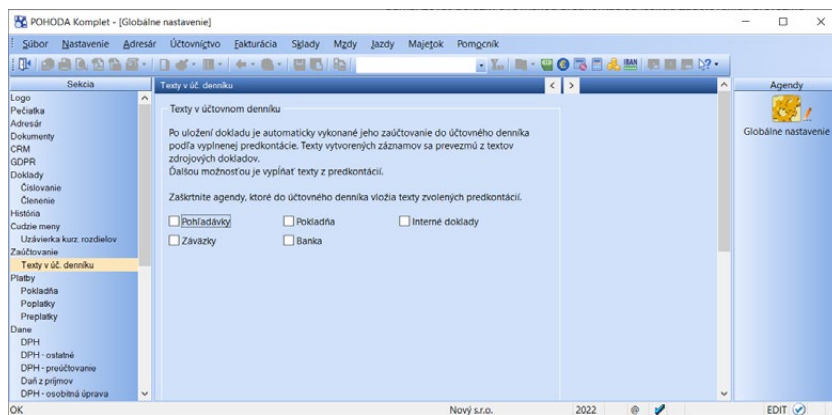 POHODA Komplet - [Globálne nastavenie]
Súbor Nastavenie Adresár Účtovníctvo Fakturácia Sklady Mzdy Jazdy Majetok Pomocník
IBAN
Sekcia
Logo
Pečiatka
Adresár
Dokumenty
CRM
GDPR
Doklady
Číslovanie
Členenie
História
Cudzie meny
Uzávierka kurz. rozdielov
Zaúčtovanie
Texty v úč. denníku
Platby
Pokladňa
Poplatky
Preplatky
Dane
DPH
DPH - ostatné
DPH - preúčtovanie
Daň z príjmov
DPH - osobitná úprava
Texty v úč. denníku < >
Texty v účtovnom denníku
Po uložení dokladu je automaticky vykonané jeho zaúčtovanie do účtovného denníka
podľa vyplnenej predkontácie. Texty vytvorených záznamov sa prevezmú z textov
zdrojových dokladov.
Ďalšou možnosťou je vypĺňať texty z predkontácií.
Zaškrtnite agendy, ktoré do účtovného denníka vložia texty zvolených predkontácií.
Pohľadávky Pokladňa Interné doklady
Záväzky Banka
Agendy
Globálne nastavenie
OK Nový s.r.o. 2022 @ EDIT